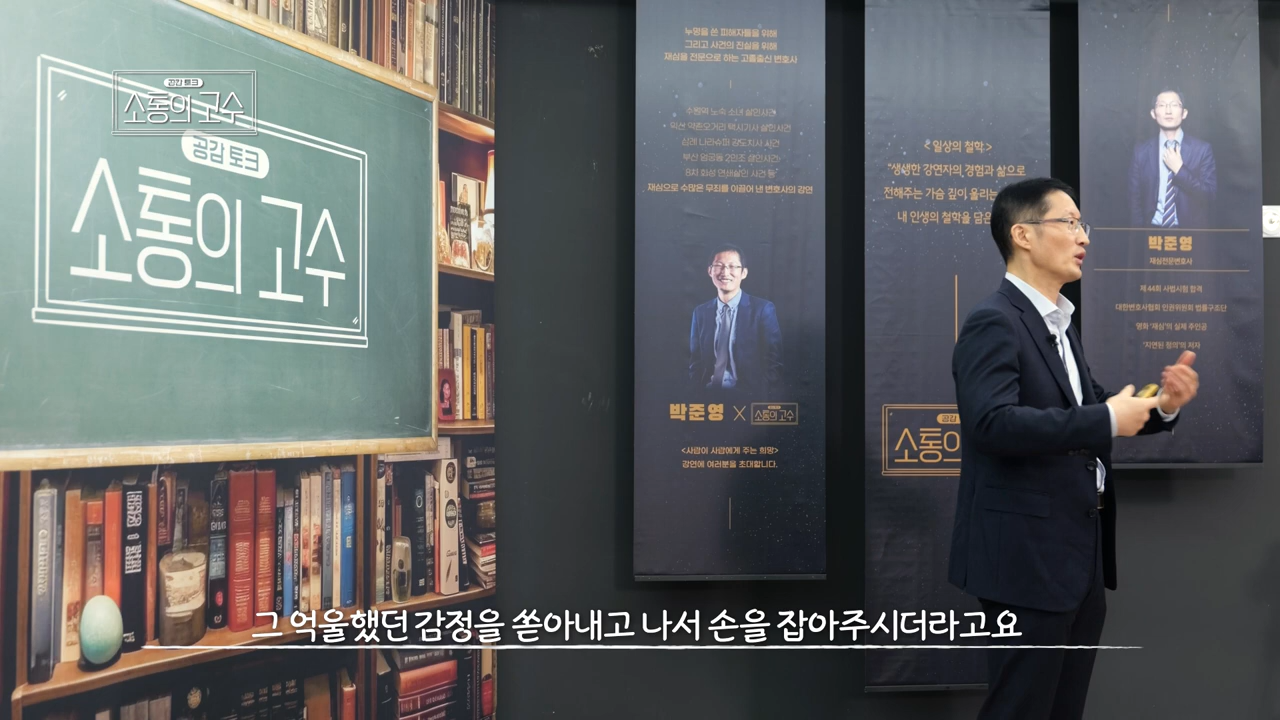 공감 토크
소통의 고수
공감 토크
소통의 고수
누명을 쓴 피해자들을 위해
그리고 사건의 진실을 위해
재심을 전문으로 하는 고졸출신 변호사
수원역 노숙 소녀 살인사건
익산 약촌오거리 택시기사 살인사건
삼례 나라슈퍼 강도치사 사건
부산 엄궁동 2인조 살인사건
8차 화성 연쇄살인 사건 등
재심으로 수많은 무죄를 이끌어 낸 변호사의 강연
박준영 X 소통의 고수
<사람이 사람에게 주는 희망>
강연에 여러분을 초대합니다.
<일상의 철학>
"생생한 강연자의 경험과 삶으로
전해주는 가슴 깊이 울리는
내 인생의 철학을 담은
공감
소통의
박준영
재심전문변호사
제 44회 사법시험 합격
대한변호사협회 인권위원회 법률구조단
영화 '재심'의 실제 주인공
'지연된 정의'의 저자
그 억울했던 감정을 쏟아내고 나서 손을 잡아주시더라고요